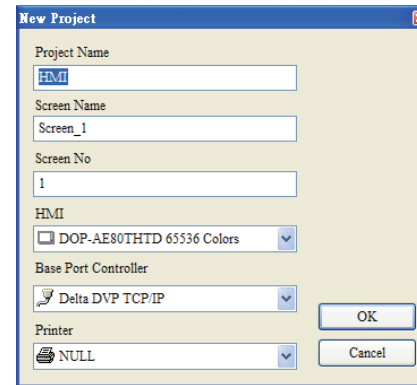 New Project
Project Name
HMI
Screen Name
Screen_1
Screen No
1
HMI
DOP-AE80THTD 65536 Colors
Base Port Controller
Delta DVP TCP/IP
Printer
NULL
OK
Cancel